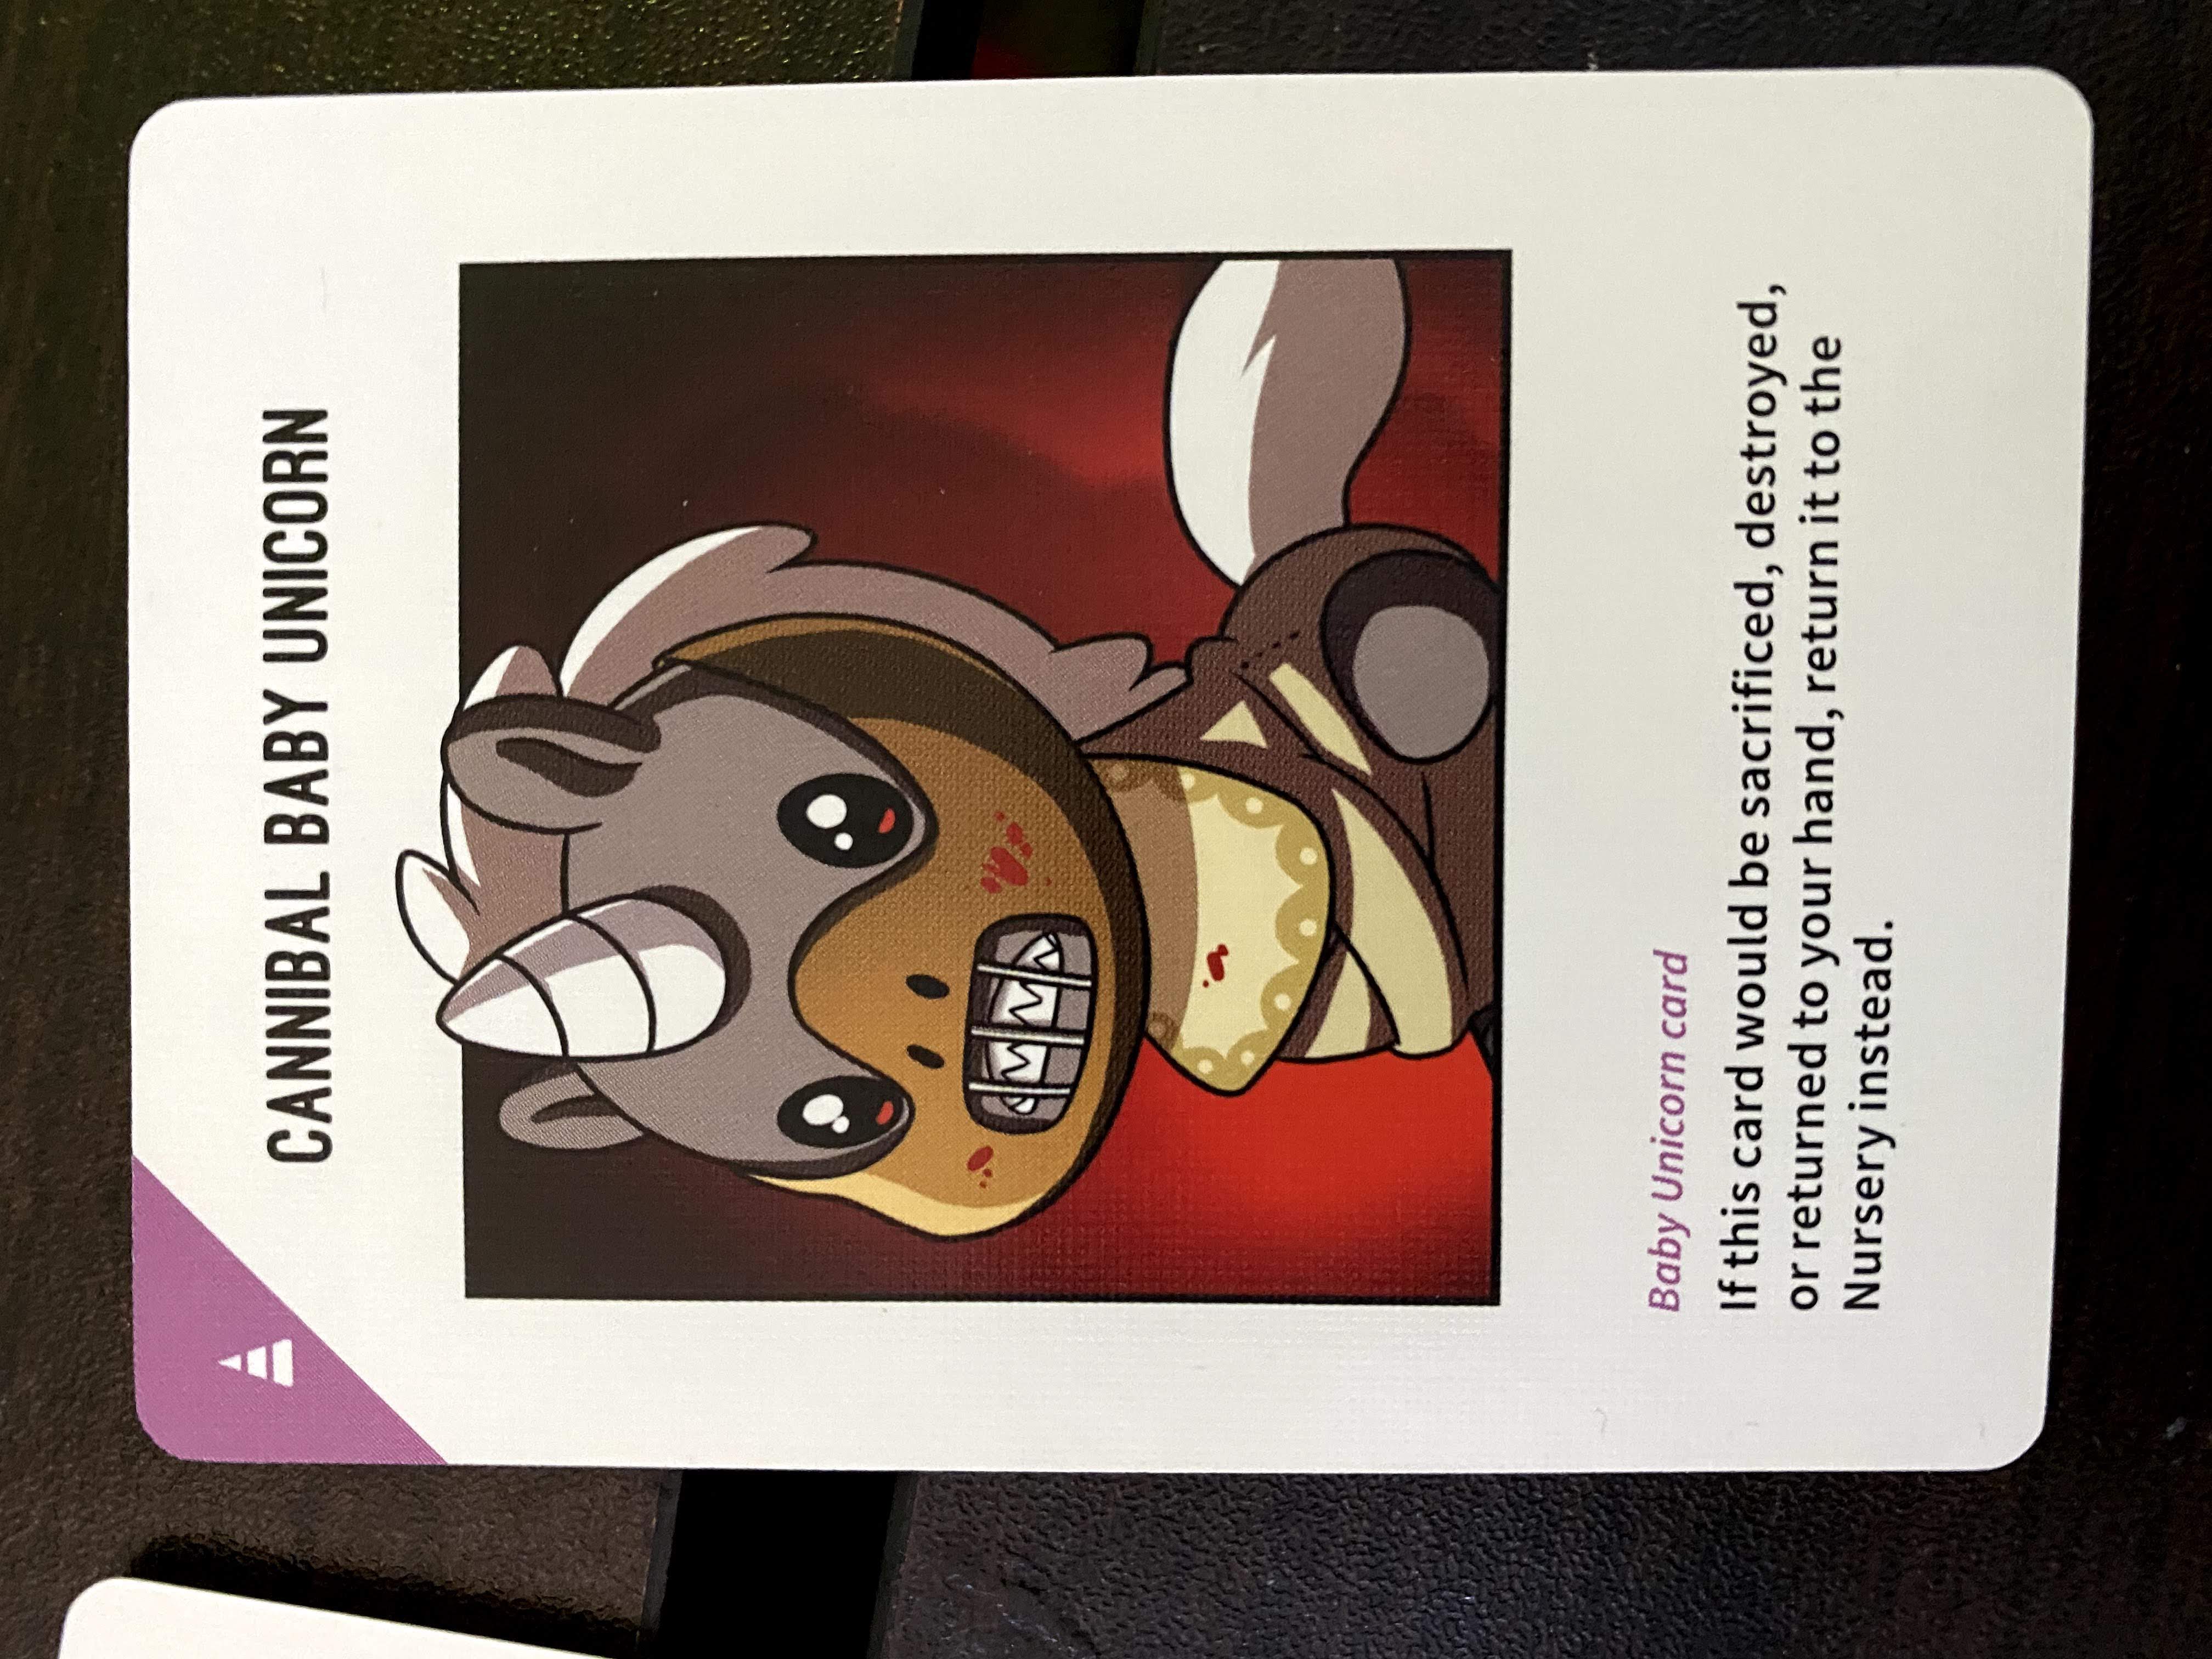 CANNIBAL BABY UNICORN
Baby Unicorn card
If this card would be sacrificed, destroyed,
or returned to your hand, return it to the
Nursery instead.